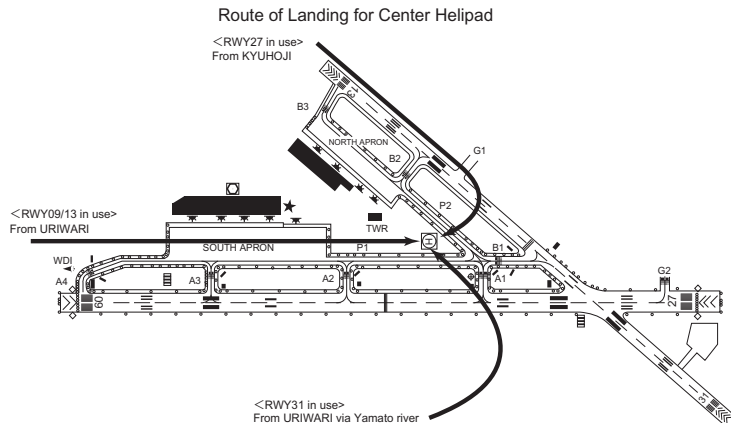 Route of Landing for Center Helipad
<RWY27 in use>
From KYUHOJI
13
B3
NORTH APRON
B2
G1
<RWY09/13 in use>
From URIWARI
P2
TWR
H
SOUTH APRON
P1
B1
WDI
A4
A3
A2
A1
G2
09
27
31
<RWY31 in use>
From URIWARI via Yamato river